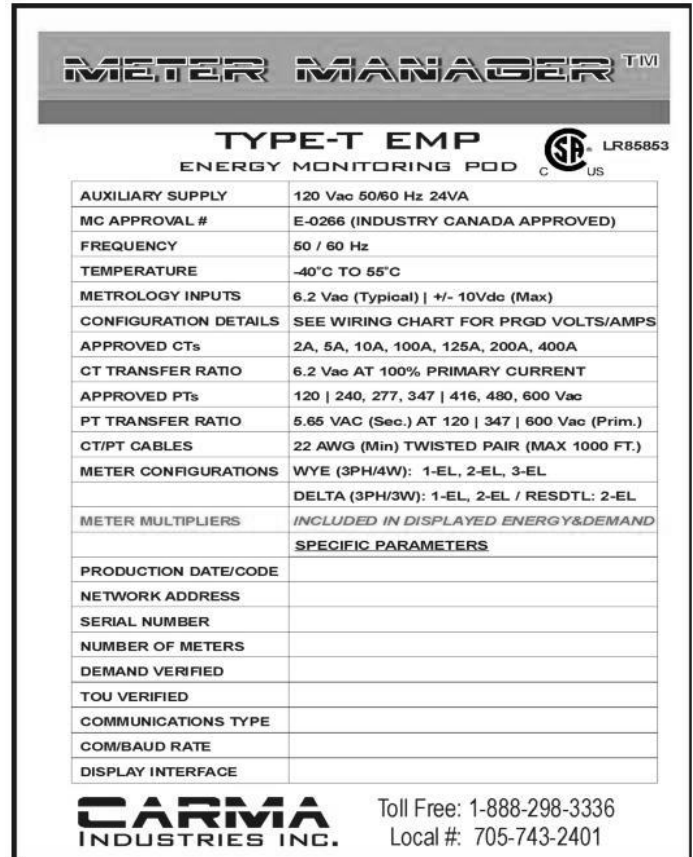 METER MANAGER™
TYPE-T EMP
ENERGY MONITORING POD
C SA® US LR85853
AUXILIARY SUPPLY 120 Vac 50/60 Hz 24VA
MC APPROVAL # E-0266 (INDUSTRY CANADA APPROVED)
FREQUENCY 50 / 60 Hz
TEMPERATURE -40°C TO 55°C
METROLOGY INPUTS 6.2 Vac (Typical) | +/- 10Vdc (Max)
CONFIGURATION DETAILS SEE WIRING CHART FOR PRGD VOLTS/AMPS
APPROVED CTs 2A, 5A, 10A, 100A, 125A, 200A, 400A
CT TRANSFER RATIO 6.2 Vac AT 100% PRIMARY CURRENT
APPROVED PTs 120 | 240, 277, 347 | 416, 480, 600 Vac
PT TRANSFER RATIO 5.65 VAC (Sec.) AT 120 | 347 | 600 Vac (Prim.)
CT/PT CABLES 22 AWG (Min) TWISTED PAIR (MAX 1000 FT.)
METER CONFIGURATIONS WYE (3PH/4W): 1-EL, 2-EL, 3-EL
DELTA (3PH/3W): 1-EL, 2-EL / RESDTL: 2-EL
METER MULTIPLIERS INCLUDED IN DISPLAYED ENERGY&DEMAND
SPECIFIC PARAMETERS
PRODUCTION DATE/CODE
NETWORK ADDRESS
SERIAL NUMBER
NUMBER OF METERS
DEMAND VERIFIED
TOU VERIFIED
COMMUNICATIONS TYPE
COM/BAUD RATE
DISPLAY INTERFACE
CARMA
INDUSTRIES INC.
Toll Free: 1-888-298-3336
Local #: 705-743-2401